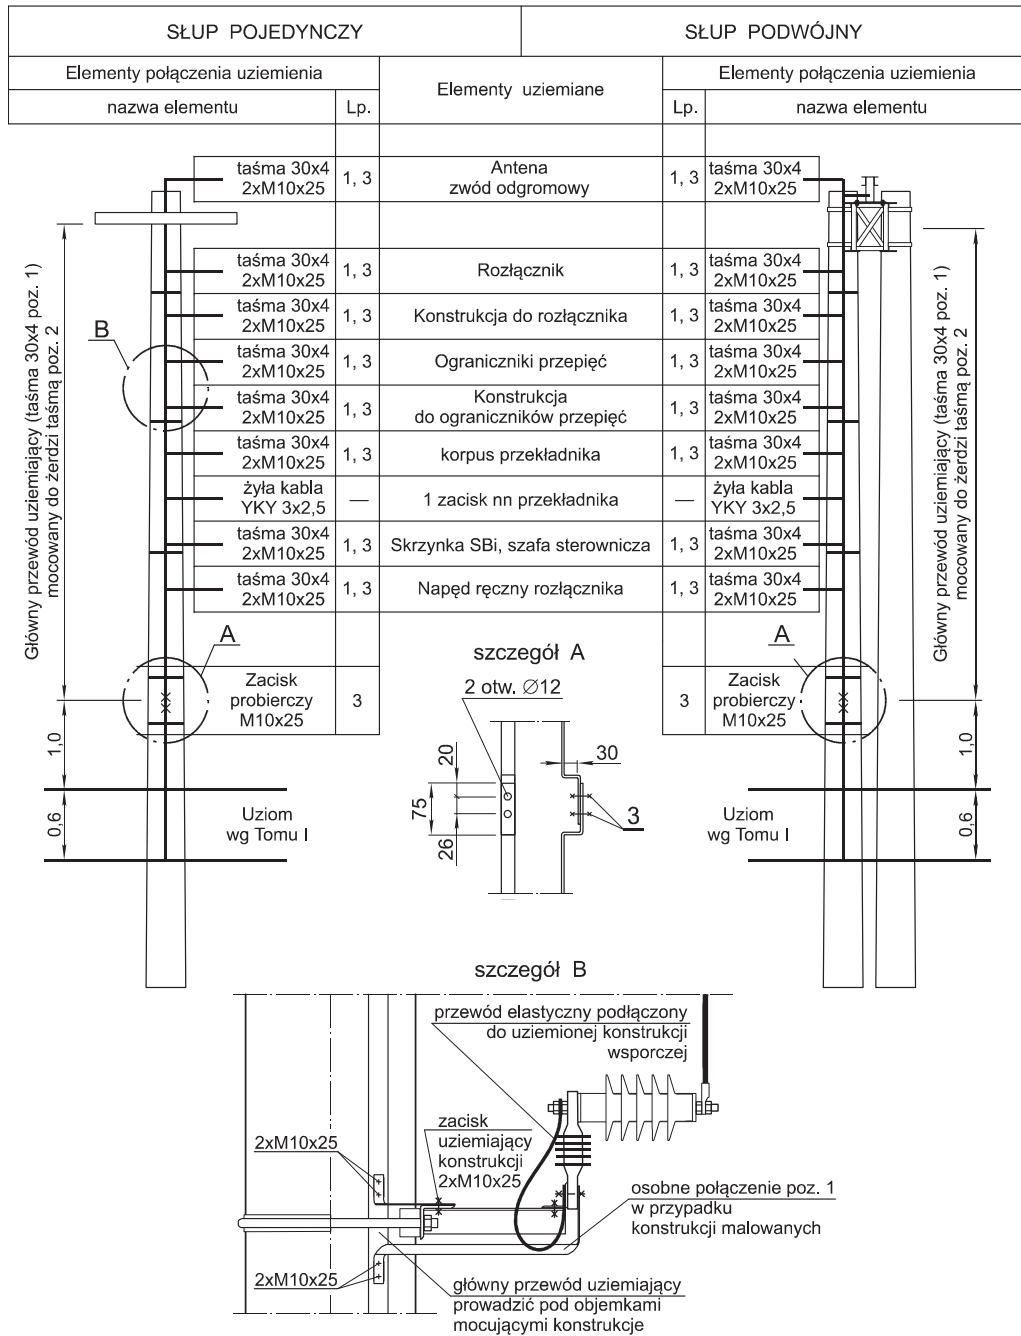 SŁUP POJEDYNCZY
SŁUP PODWÓJNY
Elementy połączenia uziemienia
Elementy uziemiane
Elementy połączenia uziemienia
nazwa elementu
Lp.
Lp.
nazwa elementu
taśma 30x4
2xM10x25
1, 3
Antena
zwód odgromowy
1, 3
taśma 30x4
2xM10x25
taśma 30x4
2xM10x25
1, 3
Rozłącznik
1, 3
taśma 30x4
2xM10x25
taśma 30x4
2xM10x25
1, 3
Konstrukcja do rozłącznika
1, 3
taśma 30x4
2xM10x25
taśma 30x4
2xM10x25
1, 3
Ograniczniki przepięć
1, 3
taśma 30x4
2xM10x25
taśma 30x4
2xM10x25
1, 3
Konstrukcja
do ograniczników przepięć
1, 3
taśma 30x4
2xM10x25
taśma 30x4
2xM10x25
1, 3
korpus przekładnika
1, 3
taśma 30x4
2xM10x25
żyła kabla
YKY 3x2,5
—
1 zacisk nn przekładnika
—
żyła kabla
YKY 3x2,5
taśma 30x4
2xM10x25
1, 3
Skrzynka SBi, szafa sterownicza
1, 3
taśma 30x4
2xM10x25
taśma 30x4
2xM10x25
1, 3
Napęd ręczny rozłącznika
1, 3
taśma 30x4
2xM10x25
Główny przewód uziemiający (taśma 30x4 poz. 1)
mocowany do żerdzi taśmą poz. 2
B
A
Zacisk
probierczy
M10x25
3
1,0
0,6
Uziom
wg Tomu I
szczegół A
2 otw. Ø12
20
75
26
30
3
A
3
Zacisk
probierczy
M10x25
Główny przewód uziemiający (taśma 30x4 poz. 1)
mocowany do żerdzi taśmą poz. 2
1,0
0,6
Uziom
wg Tomu I
szczegół B
przewód elastyczny podłączony
do uziemionej konstrukcji
wsporczej
zacisk
uziemiający
konstrukcji
2xM10x25
2xM10x25
osobne połączenie poz. 1
w przypadku
konstrukcji malowanych
2xM10x25
główny przewód uziemiający
prowadzić pod objemkami
mocującymi konstrukcje